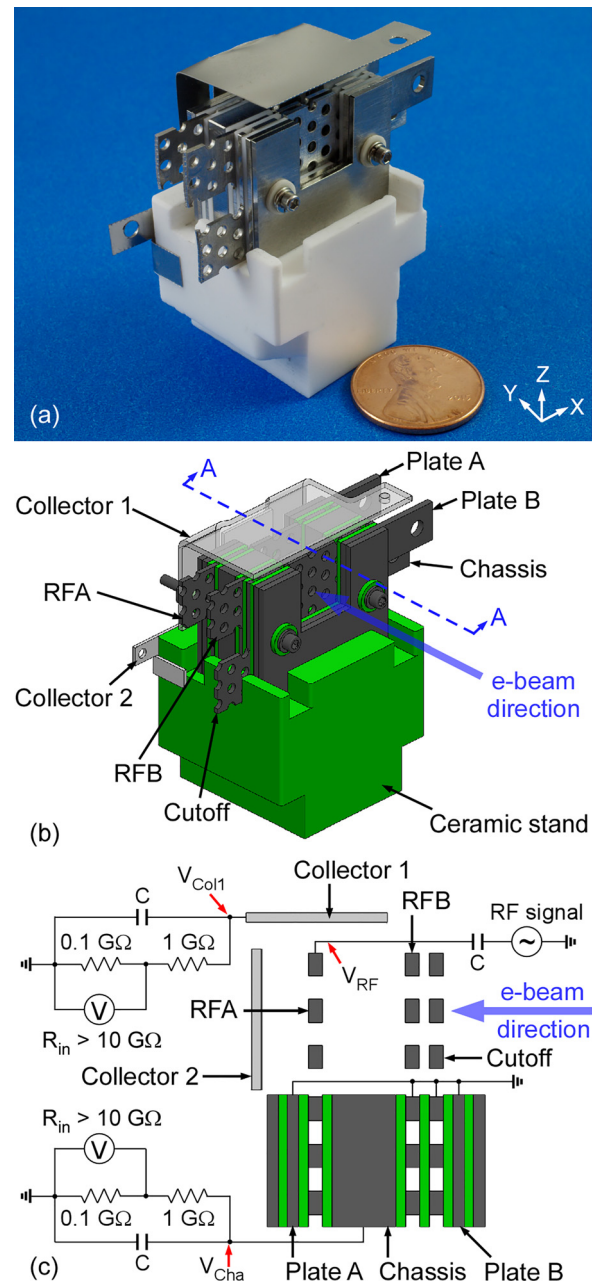 (a)
Y
Z
X
A
Plate A
Plate B
Collector 1
Chassis
RFA
A
Collector 2
e-beam
direction
RFB
Cutoff
Ceramic stand
(b)
Collector 1
V_Col1
C
RFB
RF signal
0.1 GΩ
1 GΩ
~
C
V_RF
V
e-beam
direction
RFA
R_in > 10 GΩ
Cutoff
Collector 2
R_in > 10 GΩ
V
0.1 GΩ
1 GΩ
C
V_Cha
Plate A
Chassis
Plate B
(c)